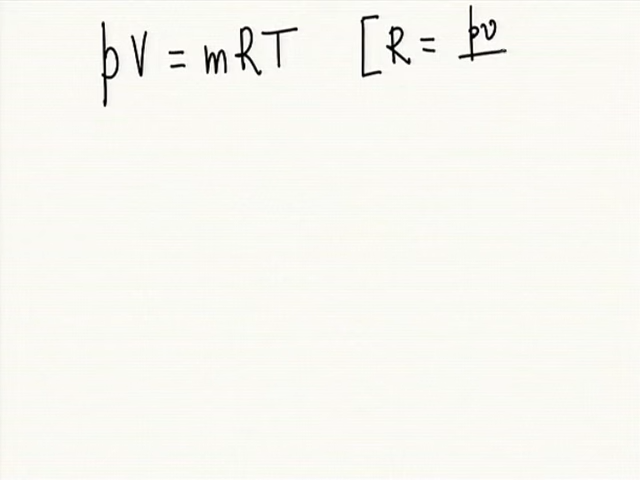 pV = mRT [R = pv/